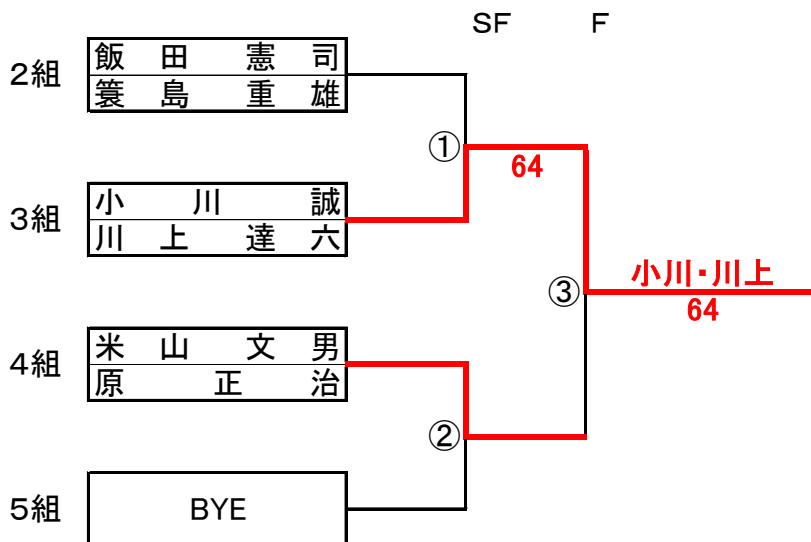 SF F
2組
飯田 憲司
簑島 重雄
①
64
3組
小川 誠
川上 達六
小川・川上
③
64
4組
米山 文男
原 正治
②
5組
BYE